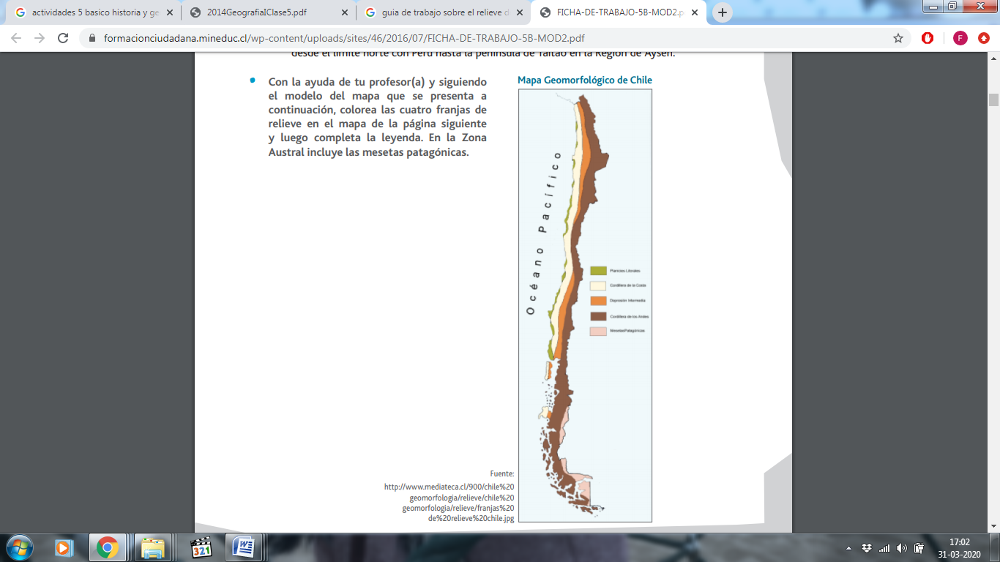 actividades 5 basico historia y ge
2014GeografiaIClase5.pdf
guia de trabajo sobre el relieve d
FICHA-DE-TRABAJO-5B-MOD2.p
formacionciudadana.mineduc.cl/wp-content/uploads/sites/46/2016/07/FICHA-DE-TRABAJO-5B-MOD2.pdf
F
desde el límite norte con Perú hasta la península de Taitao en la Región de Aysén.
Con la ayuda de tu profesor(a) y siguiendo
el modelo del mapa que se presenta a
continuación, colorea las cuatro franjas de
relieve en el mapa de la página siguiente
y luego completa la leyenda. En la Zona
Austral incluye las mesetas patagónicas.
Mapa Geomorfológico de Chile
Océano Pacífico
Planicies Litorales
Cordillera de la Costa
Depresión Intermedia
Cordillera de los Andes
MesetasPatagónicas
Fuente:
http://www.mediateca.cl/900/chile%20
geomorfologia/relieve/chile%20
geomorfologia/relieve/franjas%20
de%20relieve%20chile.jpg
321
17:02
31-03-2020